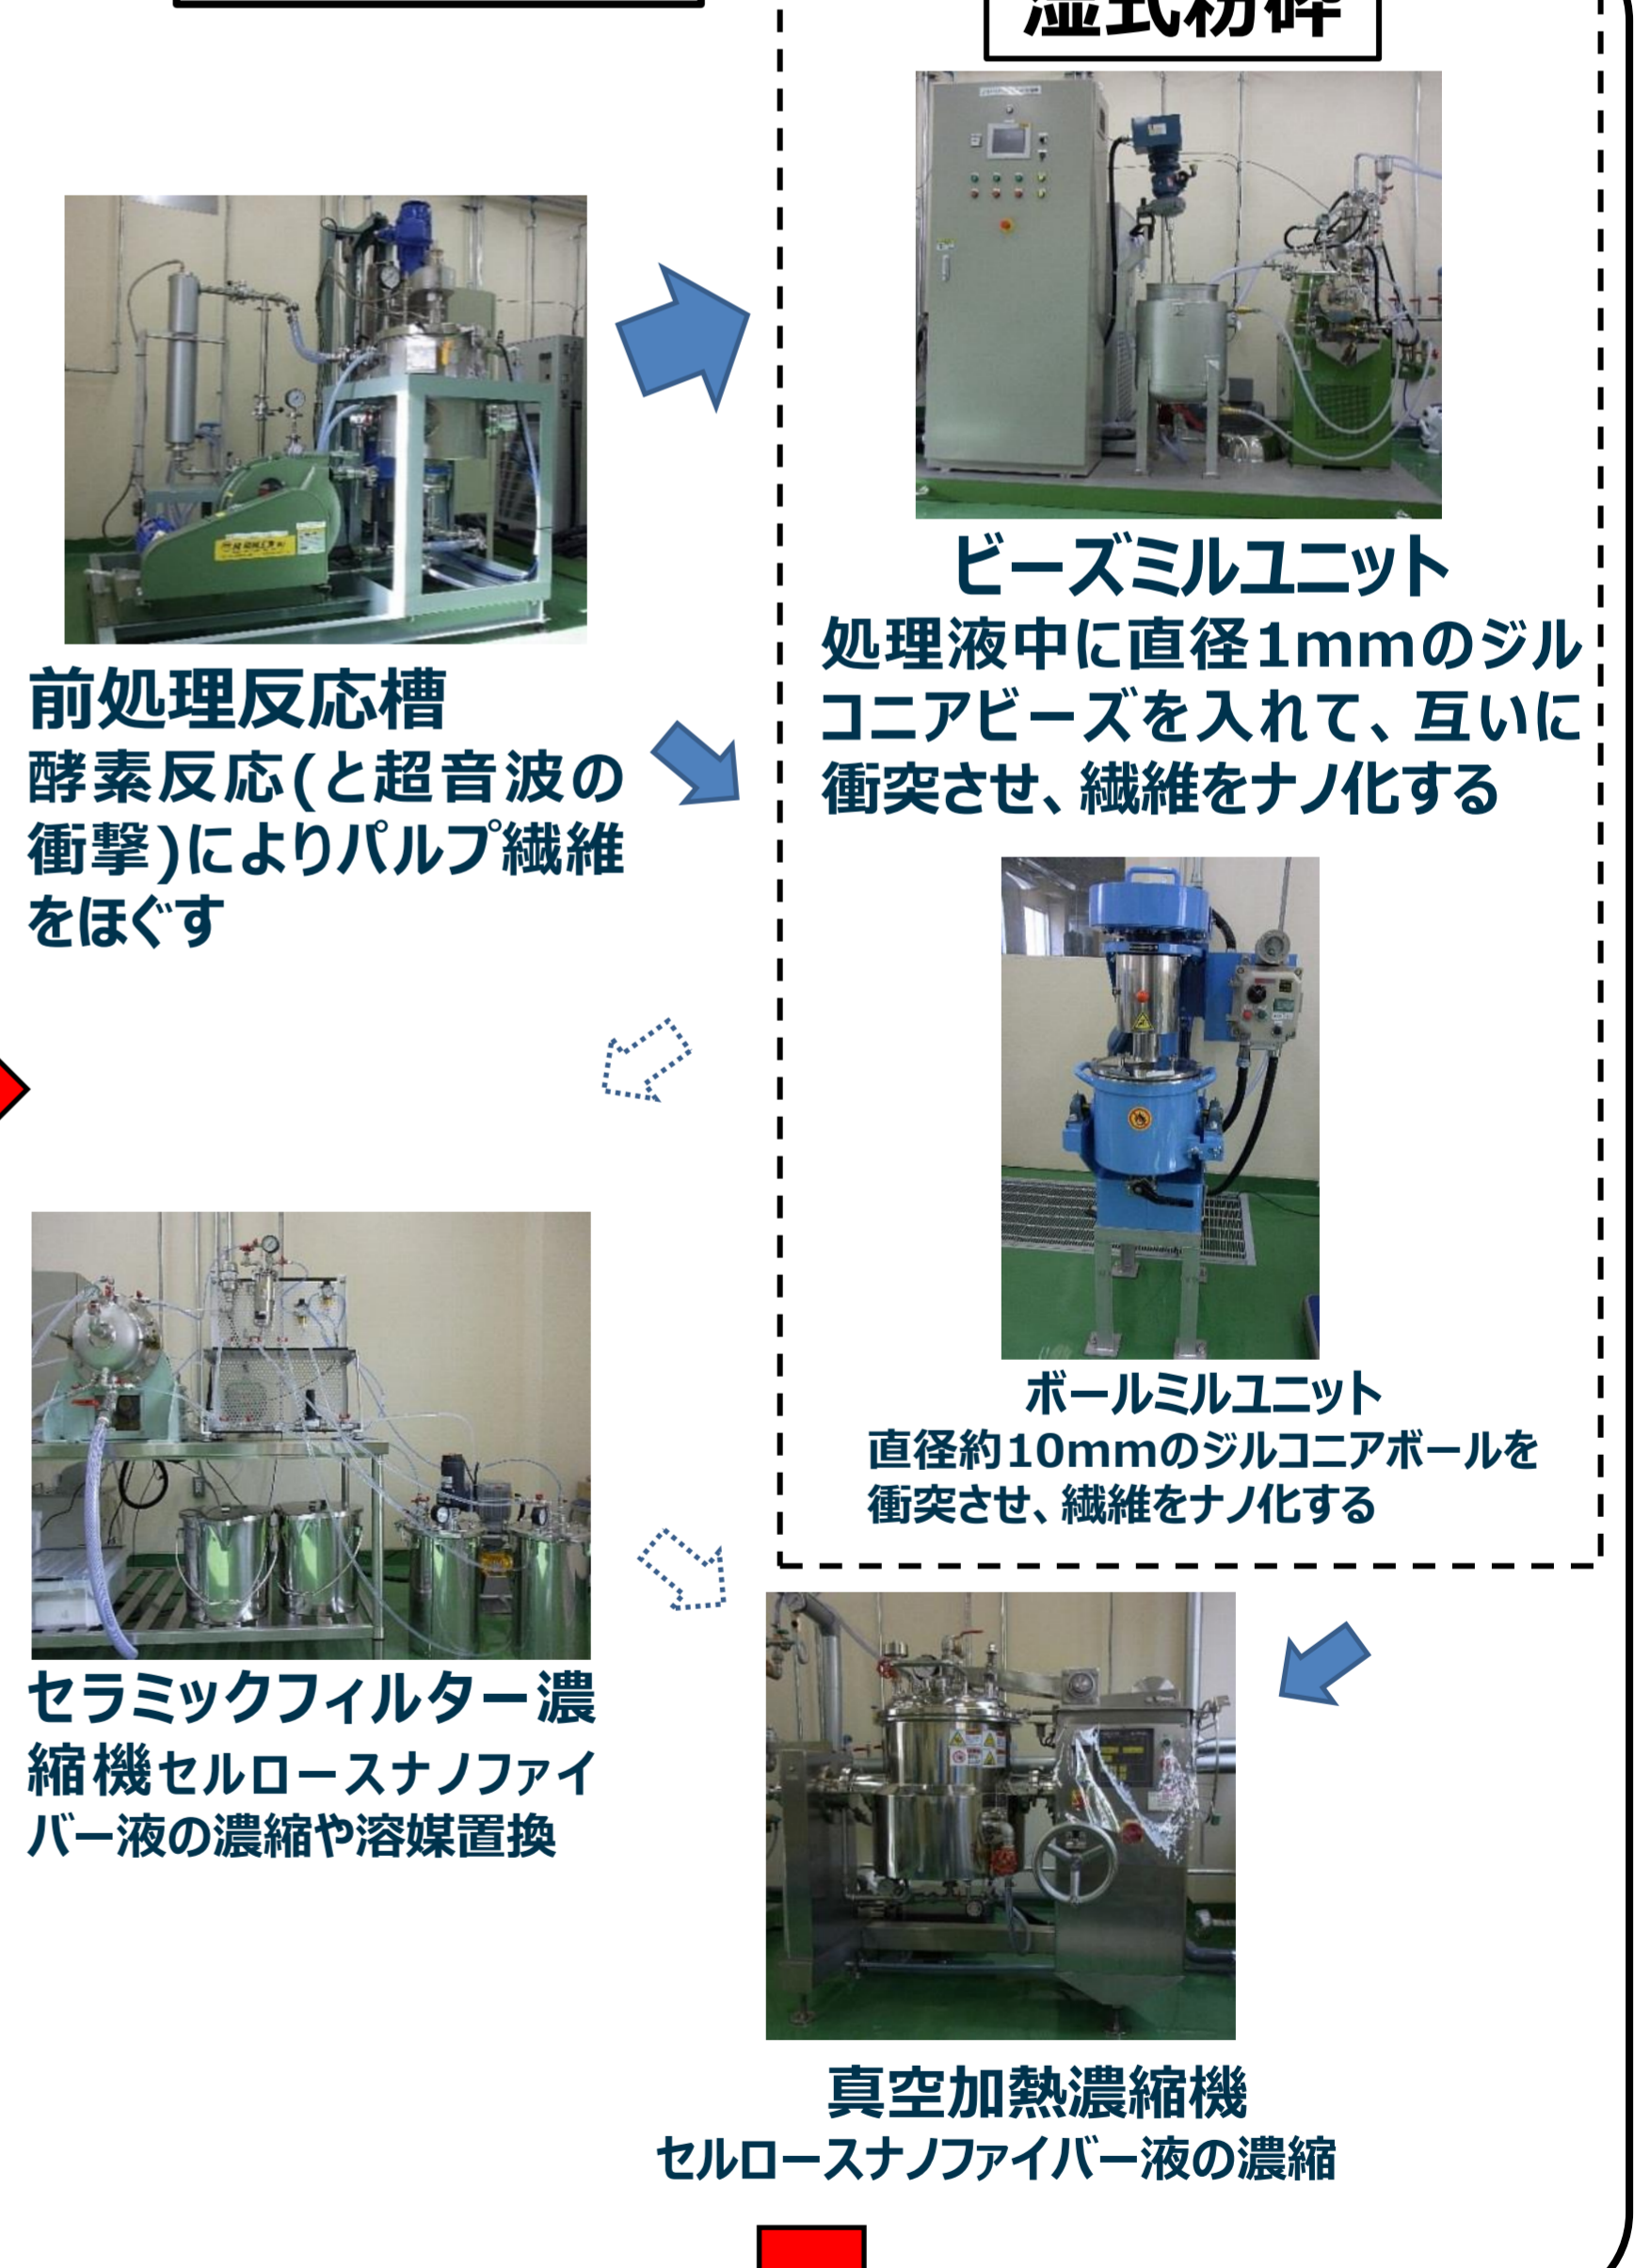 湿式粉砕
前処理反応槽
酵素反応(と超音波の
衝撃)によりパルプ繊維
をほぐす
ビーズミルユニット
処理液中に直径1mmのジル
コニアビーズを入れて、互いに
衝突させ、繊維をナノ化する
ボールミルユニット
直径約10mmのジルコニアボールを
衝突させ、繊維をナノ化する
セラミックフィルター濃
縮機セルロースナノファイ
バー液の濃縮や溶媒置換
真空加熱濃縮機
セルロースナノファイバー液の濃縮